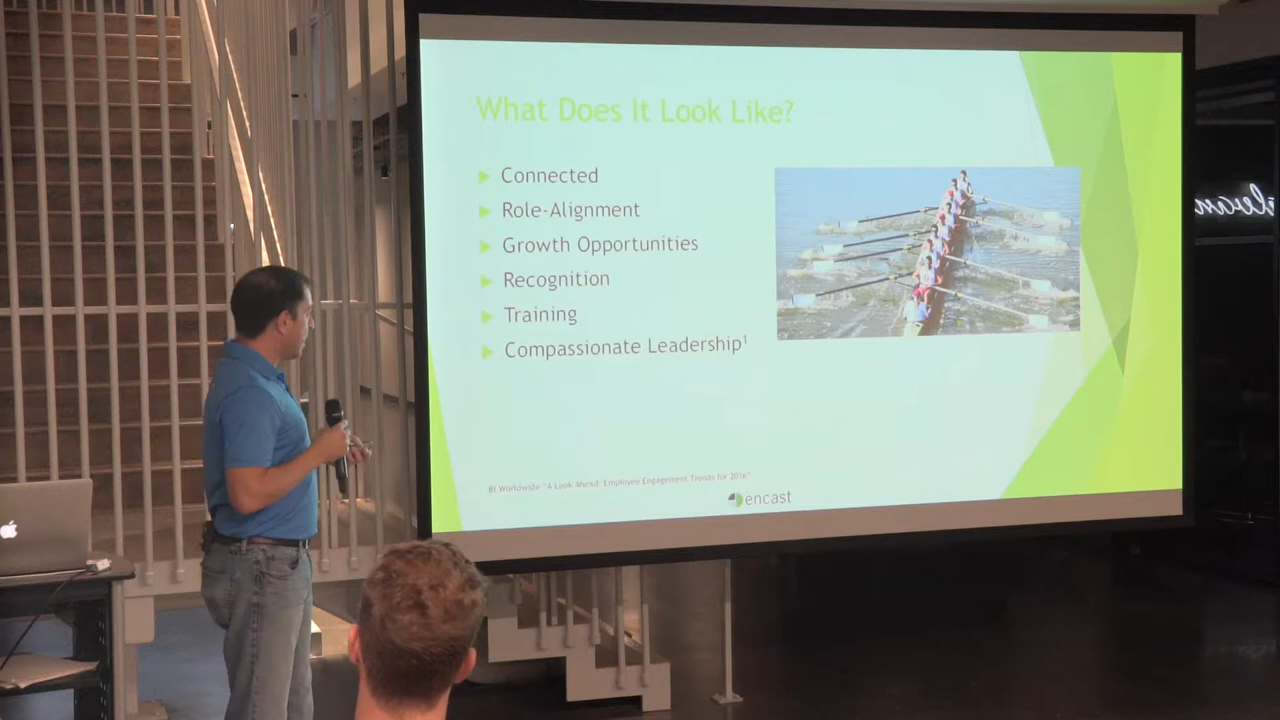 What Does It Look Like?
Connected
Role-Alignment
Growth Opportunities
Recognition
Training
Compassionate Leadership¹
BI Worldwide "A Look Ahead: Employee Engagement Trends for 2016"
encast